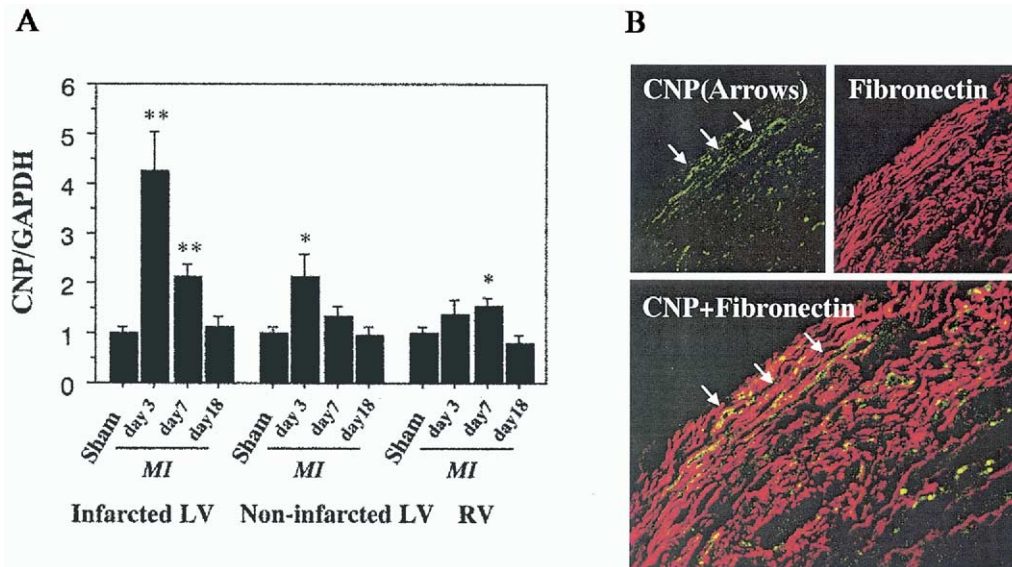 A
CNP/GAPDH
6
5
4
3
2
1
0
**
**
*
*
Sham day 3 day7 day18 Sham day 3 day7 day18 Sham day 3 day7 day18
MI MI MI
Infarcted LV Non-infarcted LV RV
B
CNP(Arrows) Fibronectin
CNP+Fibronectin